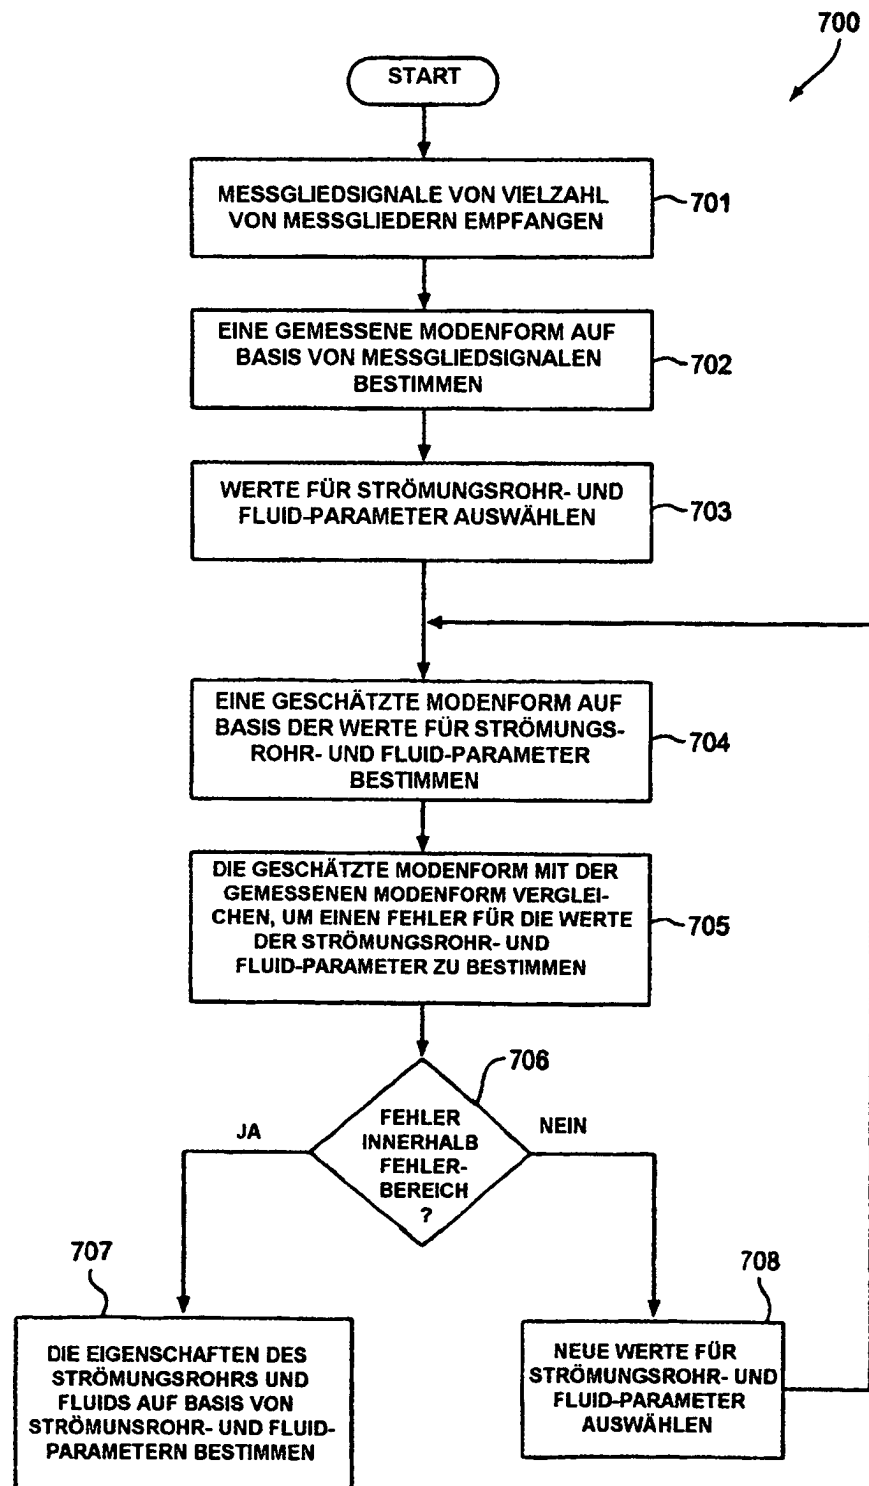 700
START
MESSGLIEDSIGNALE VON VIELZAHL
VON MESSGLIEDERN EMPFANGEN
701
EINE GEMESSENE MODENFORM AUF
BASIS VON MESSGLIEDSIGNALEN
BESTIMMEN
702
WERTE FÜR STRÖMUNGSROHR- UND
FLUID-PARAMETER AUSWÄHLEN
703
EINE GESCHÄTZTE MODENFORM AUF
BASIS DER WERTE FÜR STRÖMUNGS-
ROHR- UND FLUID-PARAMETER
BESTIMMEN
704
DIE GESCHÄTZTE MODENFORM MIT DER
GEMESSENEN MODENFORM VERGLEI-
CHEN, UM EINEN FEHLER FÜR DIE WERTE
DER STRÖMUNGSROHR- UND
FLUID-PARAMETER ZU BESTIMMEN
705
706
FEHLER
INNERHALB
FEHLER-
BEREICH
?
JA
NEIN
707
DIE EIGENSCHAFTEN DES
STRÖMUNGSROHRS UND
FLUIDS AUF BASIS VON
STRÖMUNSROHR- UND FLUID-
PARAMETERN BESTIMMEN
708
NEUE WERTE FÜR
STRÖMUNGSROHR- UND
FLUID-PARAMETER
AUSWÄHLEN